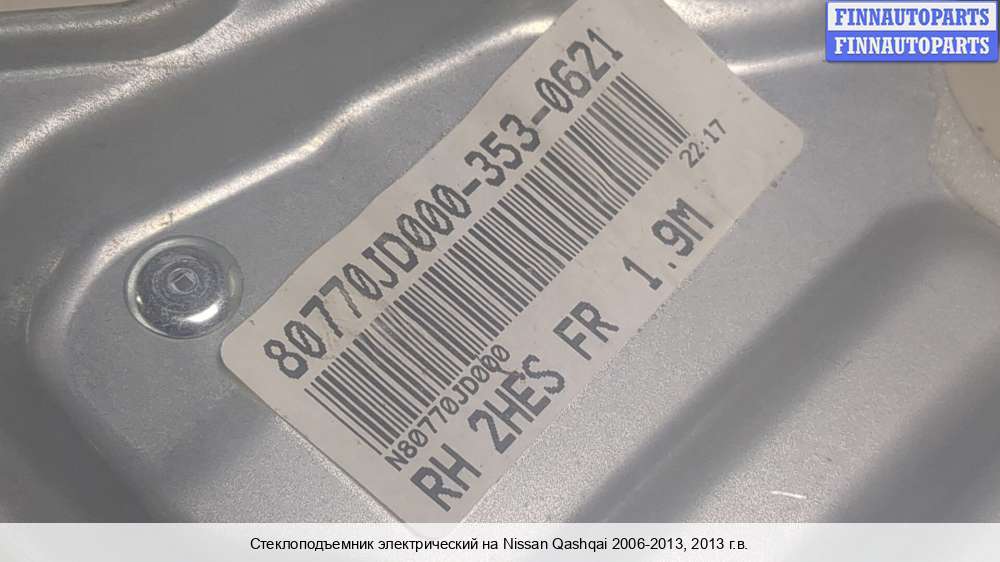 FINNAUTOPARTS
FINNAUTOPARTS
80770JD000-353-0621
22:17
N80770JD000
RH 2HES FR 1.9M
Стеклоподъемник электрический на Nissan Qashqai 2006-2013, 2013 г.в.